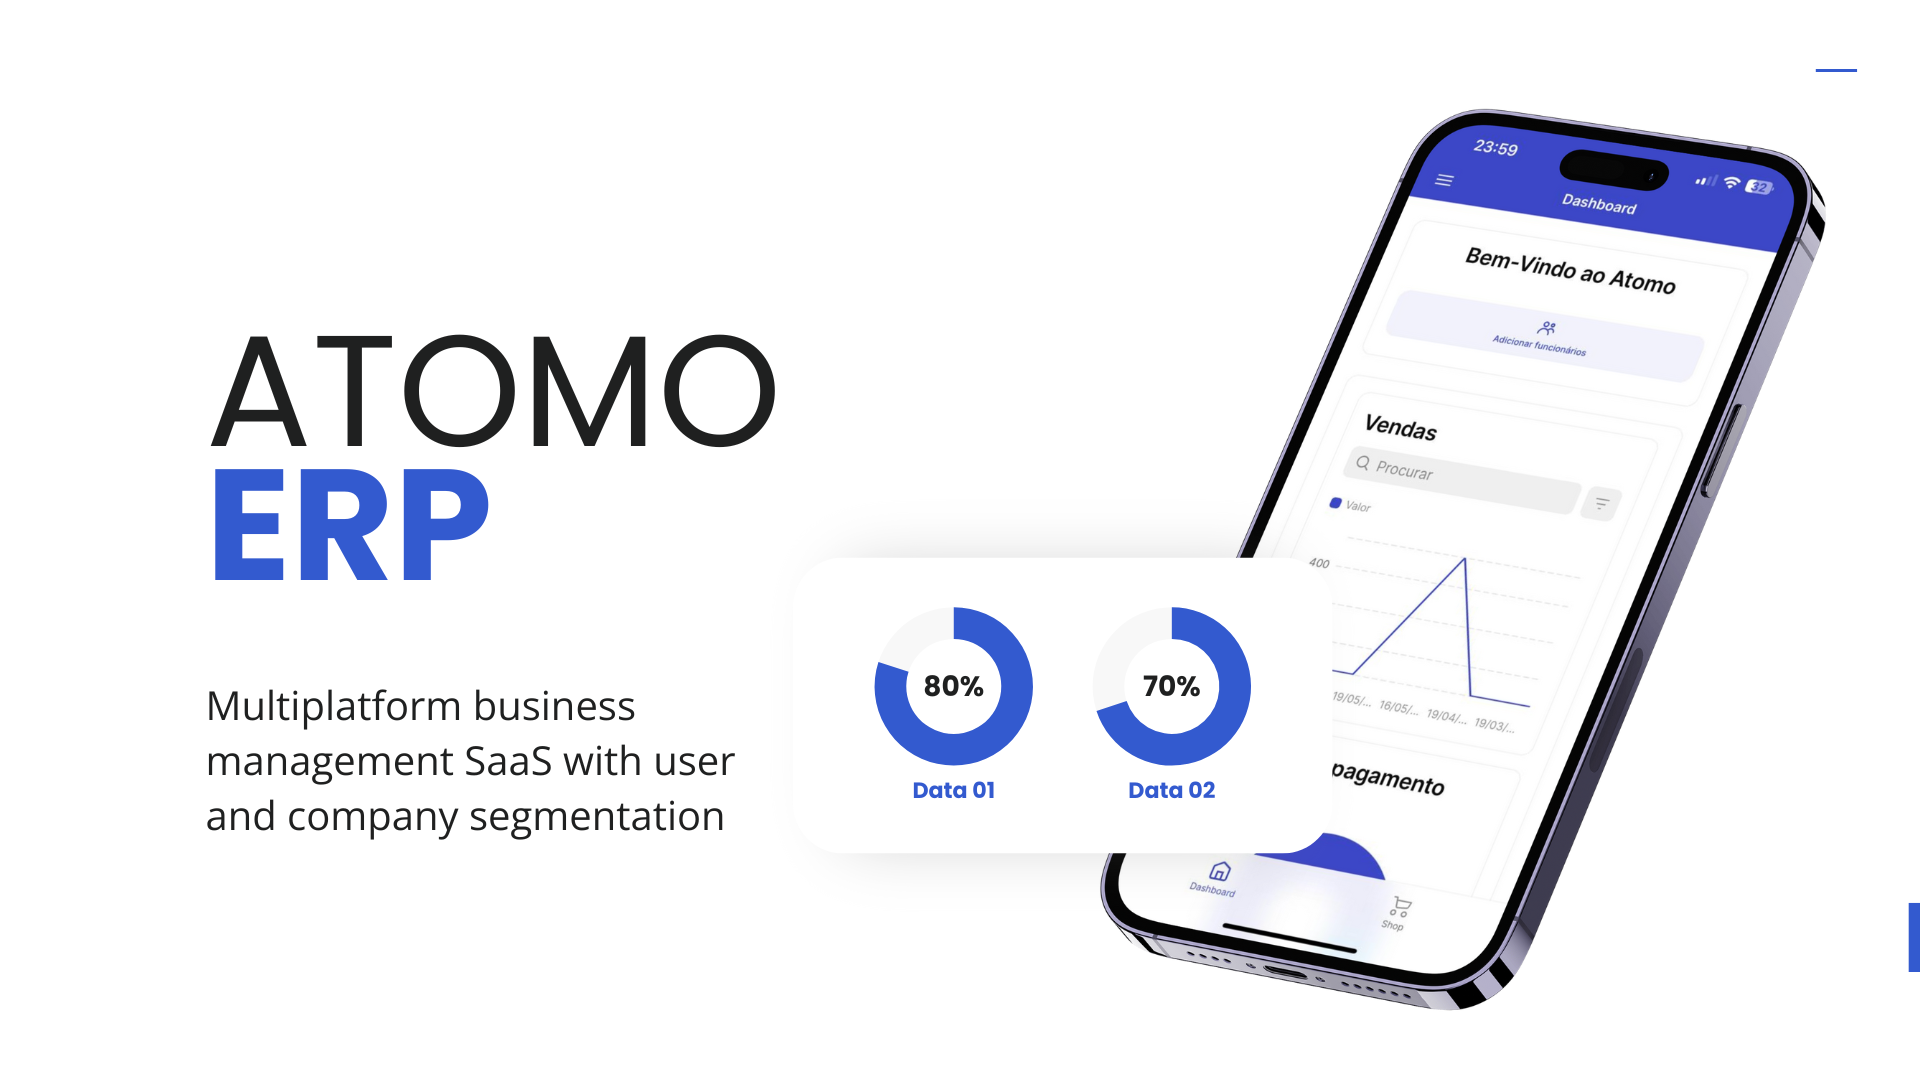 ATOMO
ERP
Multiplatform business
management SaaS with user
and company segmentation
80%
70%
Data 01
Data 02
23:59
32
Dashboard
Bem-Vindo ao Atomo
Adicionar funcionários
Vendas
Procurar
Valor
400
19/05/... 16/05/... 19/04/... 19/03/...
pagamento
Dashboard
Shop